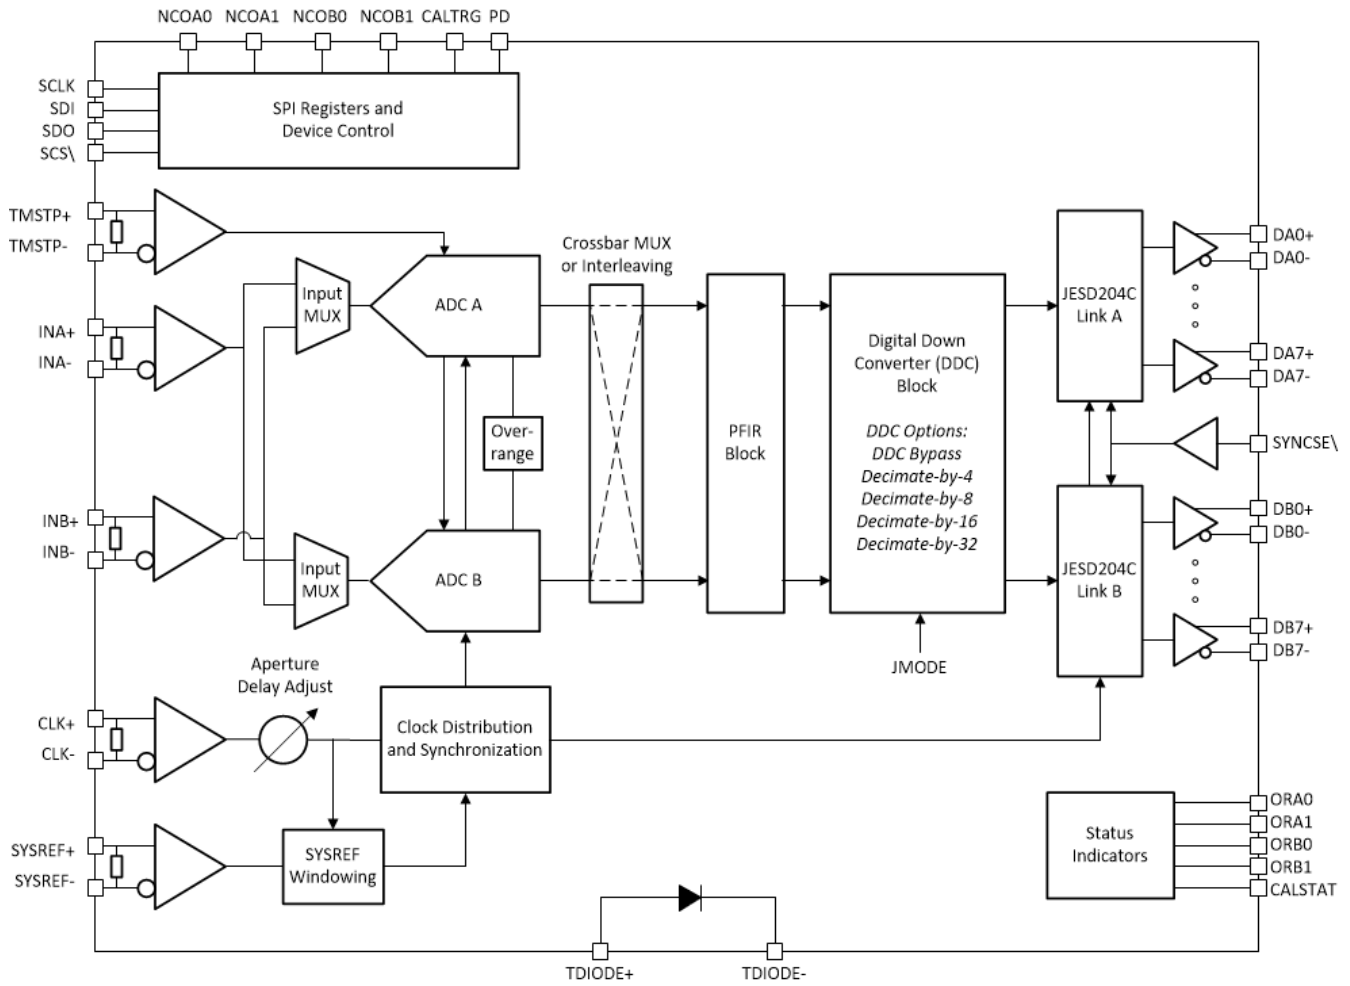 NCOA0 NCOA1 NCOB0 NCOB1 CALTRG PD
SCLK
SDI
SDO
SCS\
SPI Registers and
Device Control
TMSTP+
TMSTP-
INA+
INA-
Input
MUX
ADC A
Crossbar MUX
or Interleaving
Over-
range
INB+
INB-
Input
MUX
ADC B
PFIR
Block
Digital Down
Converter (DDC)
Block
DDC Options:
DDC Bypass
Decimate-by-4
Decimate-by-8
Decimate-by-16
Decimate-by-32
JMODE
JESD204C
Link A
DA0+
DA0-
DA7+
DA7-
SYNCSE\
JESD204C
Link B
DB0+
DB0-
DB7+
DB7-
Aperture
Delay Adjust
CLK+
CLK-
Clock Distribution
and Synchronization
SYSREF+
SYSREF-
SYSREF
Windowing
Status
Indicators
ORA0
ORA1
ORB0
ORB1
CALSTAT
TDIODE+ TDIODE-